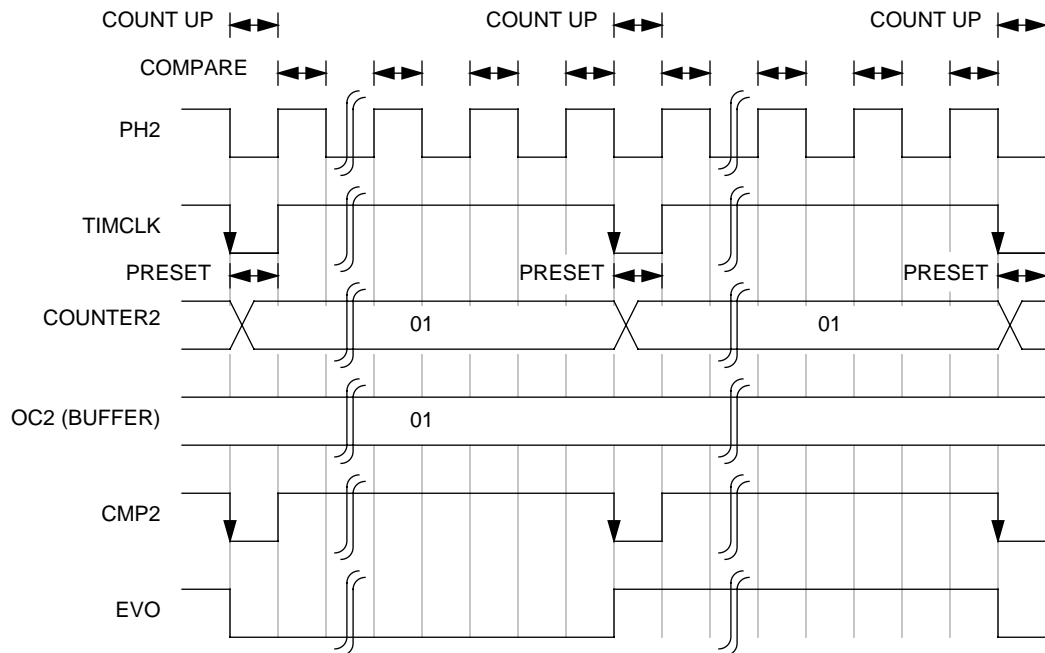 COUNT UP COUNT UP COUNT UP
COMPARE
PH2
TIMCLK
PRESET PRESET PRESET
COUNTER2 01 01
OC2 (BUFFER) 01
CMP2
EVO